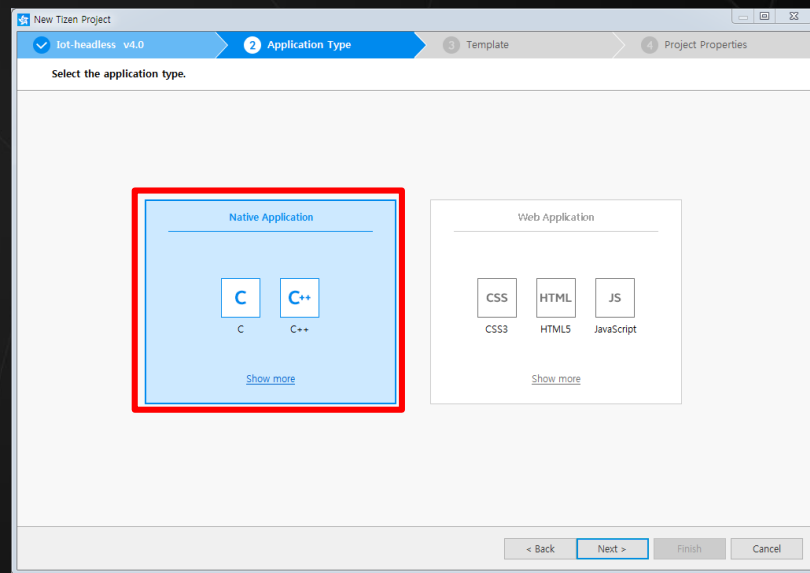 New Tizen Project
Iot-headless v4.0
2 Application Type
3 Template
4 Project Properties
Select the application type.
Native Application
C C++
C C++
Show more
Web Application
CSS HTML JS
CSS3 HTML5 JavaScript
Show more
< Back Next > Finish Cancel